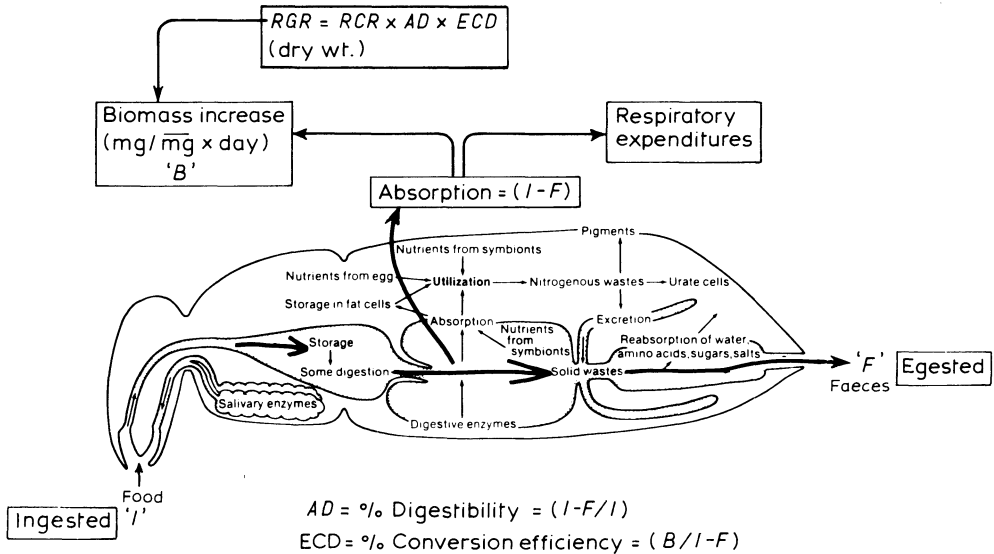 RGR = RCR x AD x ECD
(dry wt.)
Biomass increase
(mg/m̅g̅ x day)
'B'
Respiratory
expenditures
Absorption = (I-F)
Pigments
Nutrients from symbionts
Nutrients from egg
Utilization
Nitrogenous wastes
Urate cells
Storage in fat cells
Absorption
Nutrients
from
symbionts
Excretion
Storage
Reabsorption of water,
amino acids, sugars, salts
Some digestion
Solid wastes
'F'
Faeces
Egested
Salivary enzymes
Digestive enzymes
Food
'I'
Ingested
AD = % Digestibility = (I-F/I)
ECD = % Conversion efficiency = (B/I-F)